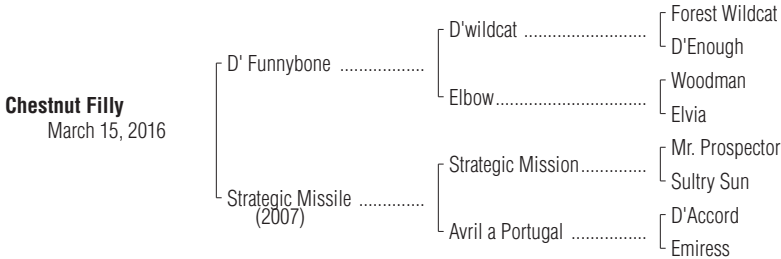 Forest Wildcat
D'wildcat ..............................
D'Enough
D' Funnybone ..................
Woodman
Elbow......................................
Elvia
Chestnut Filly
March 15, 2016
Mr. Prospector
Strategic Mission................
Sultry Sun
Strategic Missile ..............
(2007)
D'Accord
Avril a Portugal ..................
Emiress